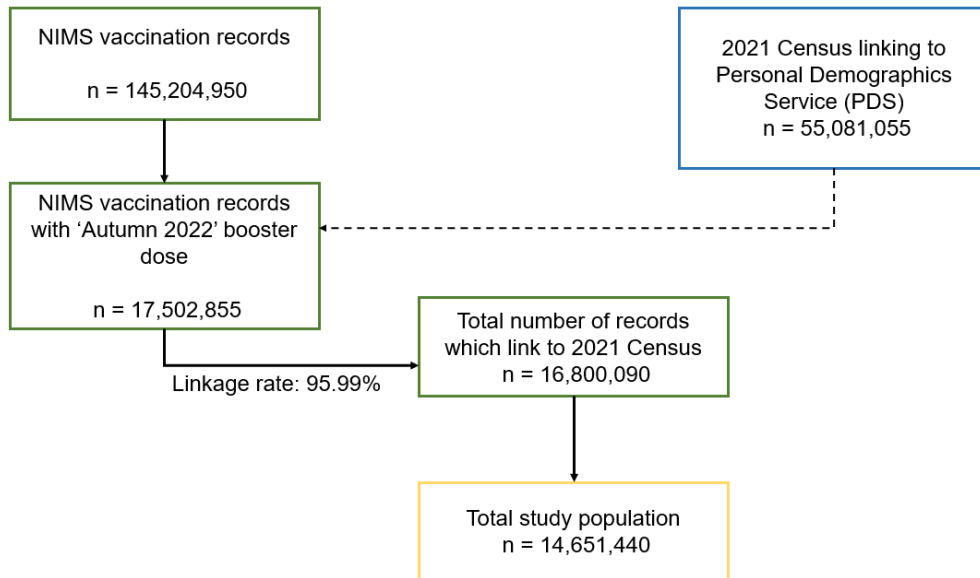 NIMS vaccination records
n = 145,204,950
2021 Census linking to
Personal Demographics
Service (PDS)
n = 55,081,055
NIMS vaccination records
with ‘Autumn 2022’ booster
dose
n = 17,502,855
Linkage rate: 95.99%
Total number of records
which link to 2021 Census
n = 16,800,090
Total study population
n = 14,651,440